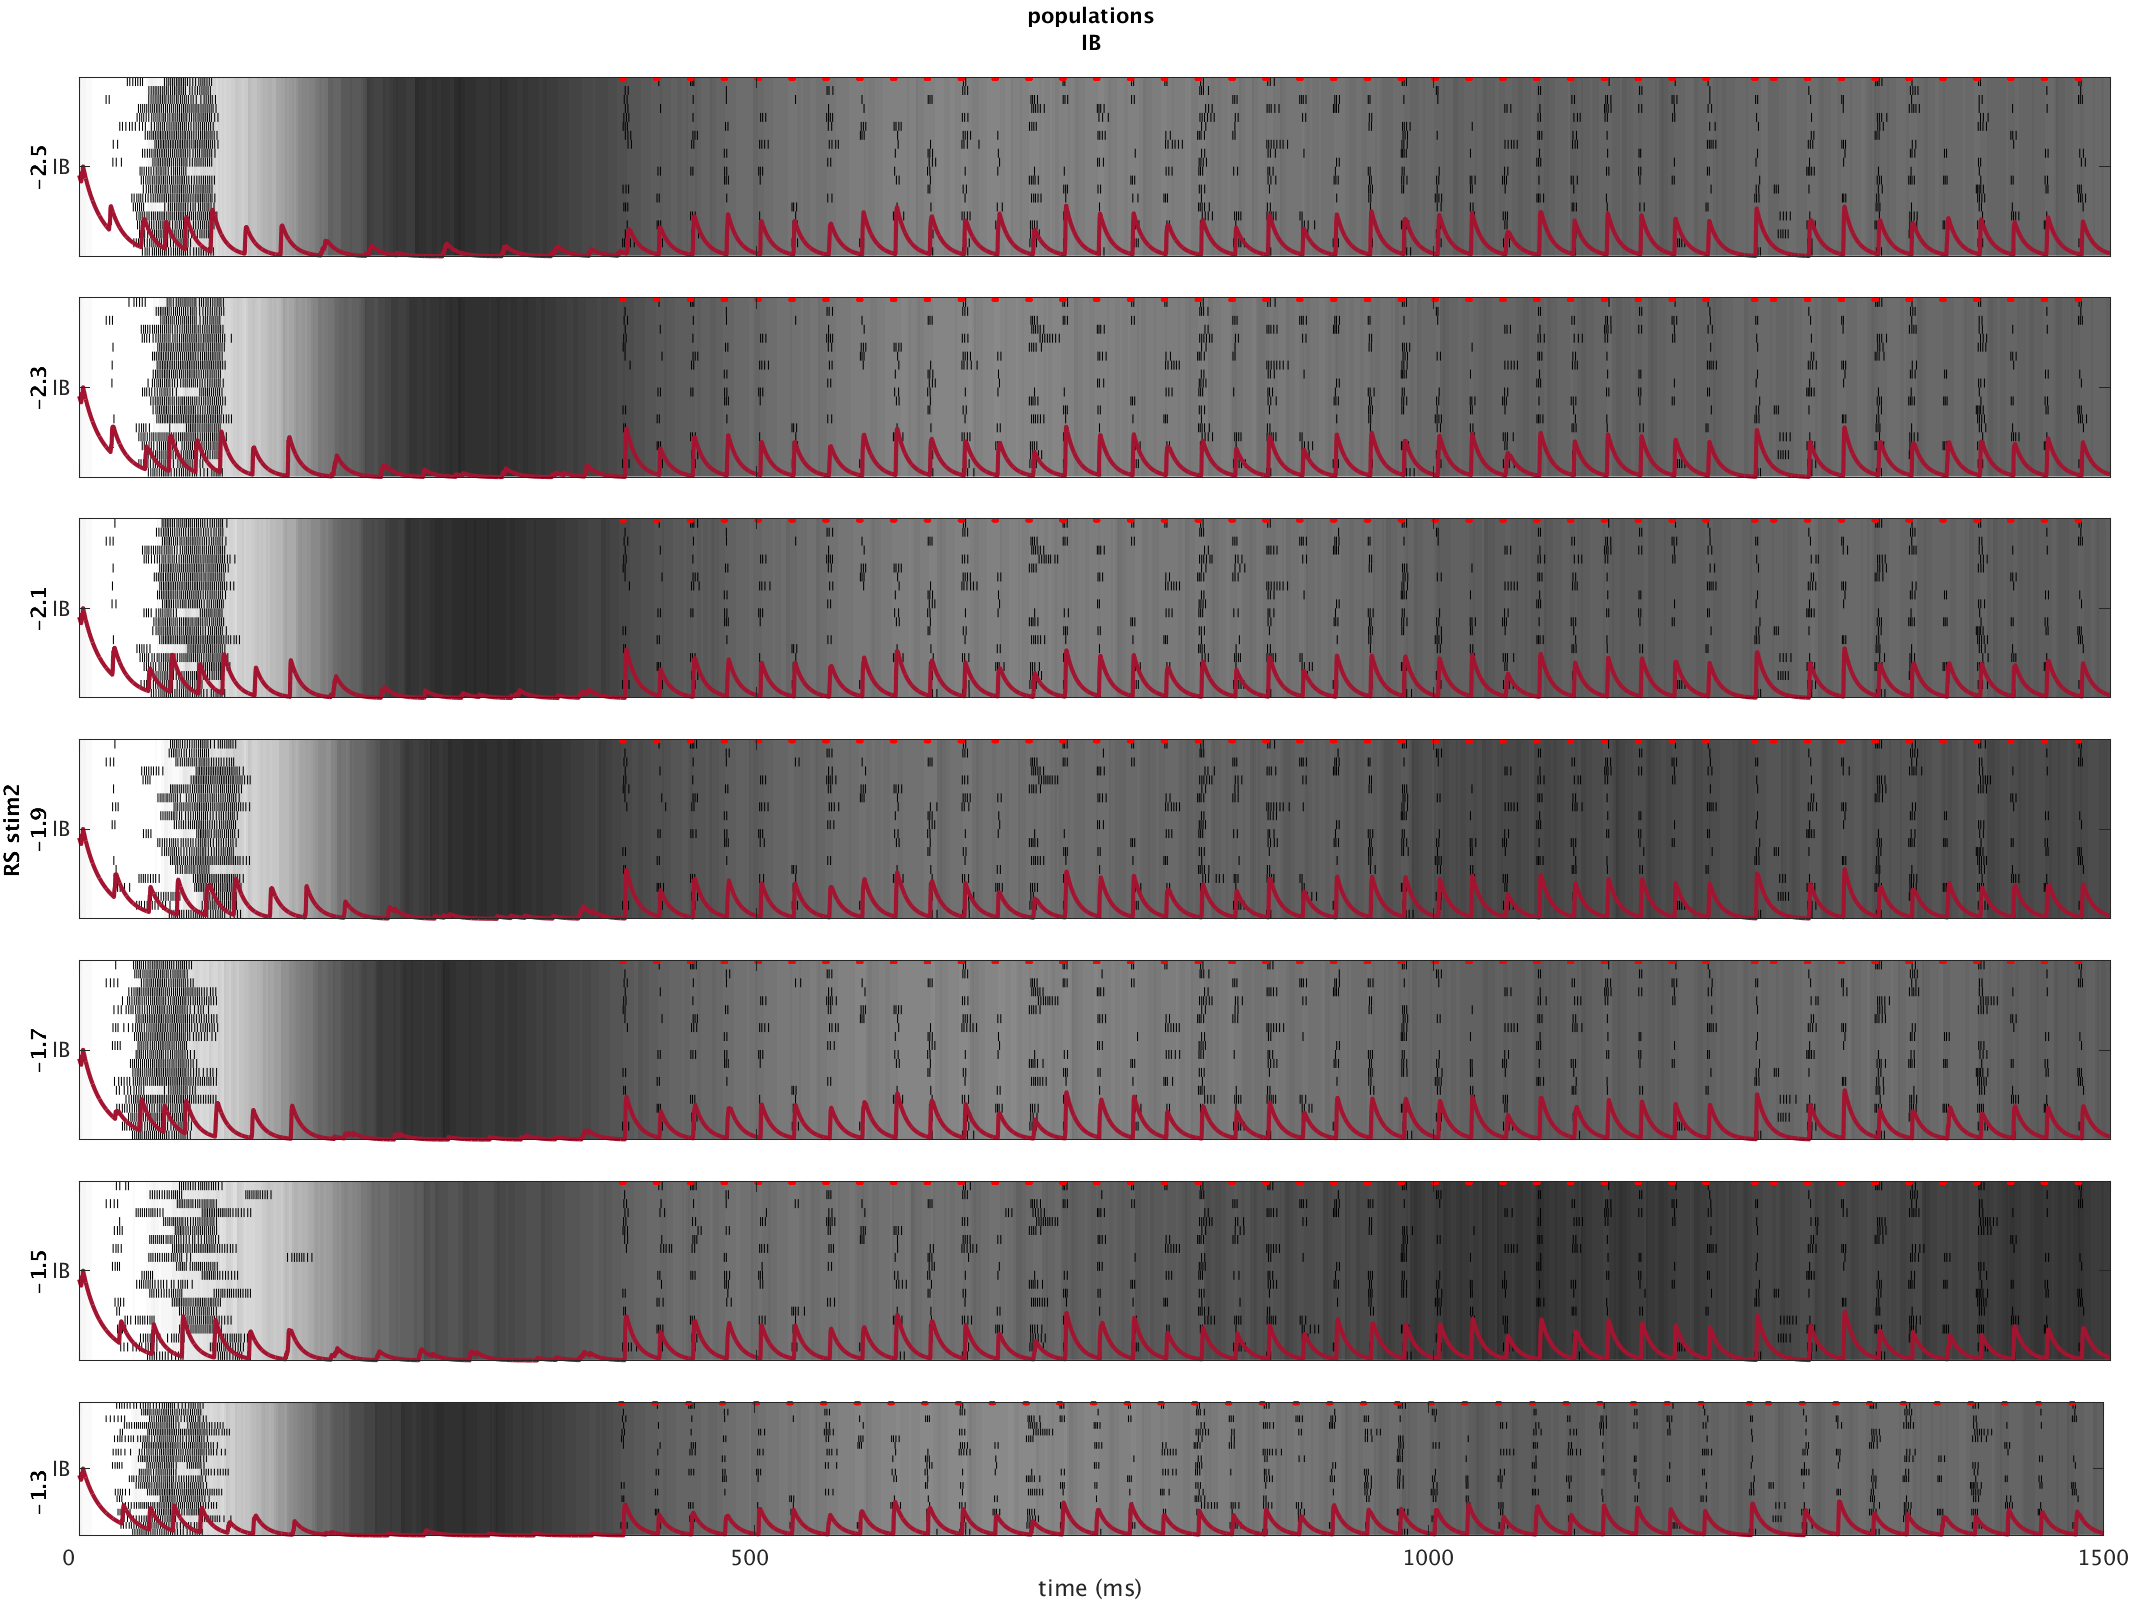 populations
IB
RS stim2
-2.5 IB
-2.3 IB
-2.1 IB
-1.9 IB
-1.7 IB
-1.5 IB
-1.3 IB
0 500 1000 1500
time (ms)